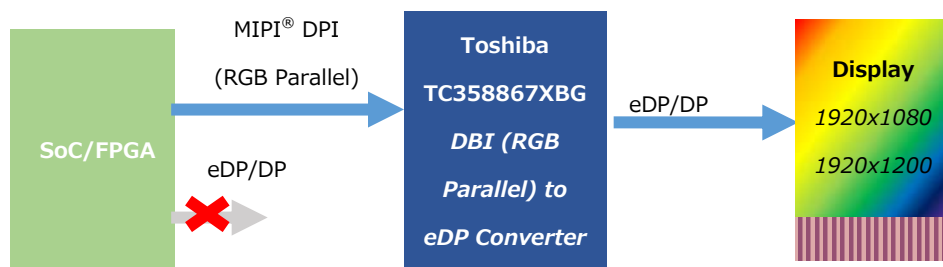 SoC/FPGA
MIPI® DPI
(RGB Parallel)
eDP/DP
Toshiba
TC358867XBG
DBI (RGB
Parallel) to
eDP Converter
eDP/DP
Display
1920x1080
1920x1200